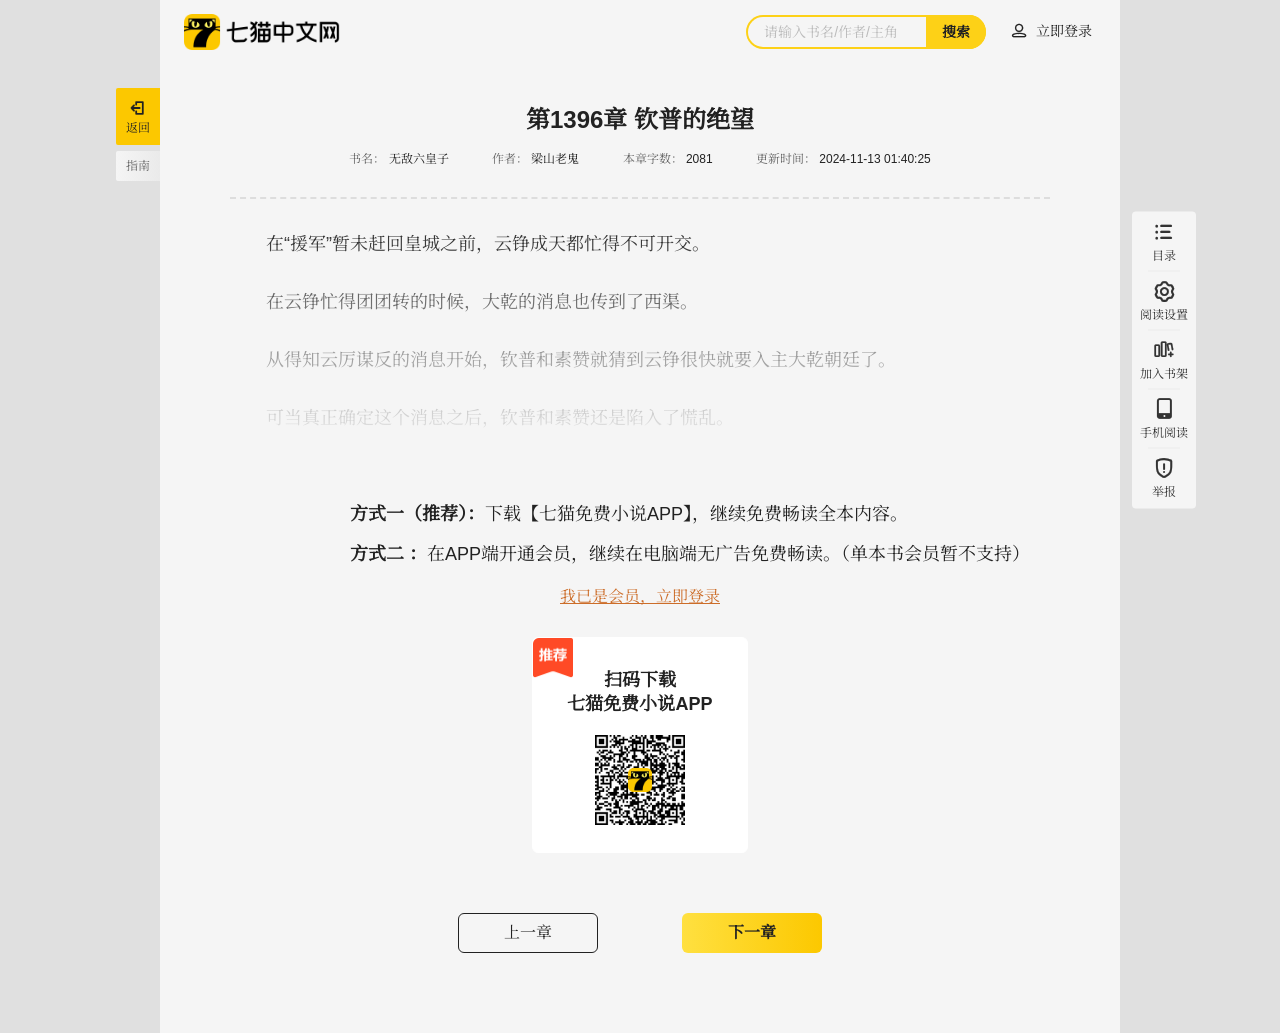 七猫中文网
请输入书名/作者/主角
搜索
立即登录
返回
指南
第1396章 钦普的绝望
书名： 无敌六皇子 作者： 梁山老鬼 本章字数： 2081 更新时间： 2024-11-13 01:40:25
在“援军”暂未赶回皇城之前，云铮成天都忙得不可开交。
在云铮忙得团团转的时候，大乾的消息也传到了西渠。
从得知云厉谋反的消息开始，钦普和素赞就猜到云铮很快就要入主大乾朝廷了。
可当真正确定这个消息之后，钦普和素赞还是陷入了慌乱。
目录
阅读设置
加入书架
手机阅读
举报
方式一（推荐）：下载【七猫免费小说APP】，继续免费畅读全本内容。
方式二 ：在APP端开通会员，继续在电脑端无广告免费畅读。（单本书会员暂不支持）
我已是会员，立即登录
推荐
扫码下载
七猫免费小说APP
上一章
下一章